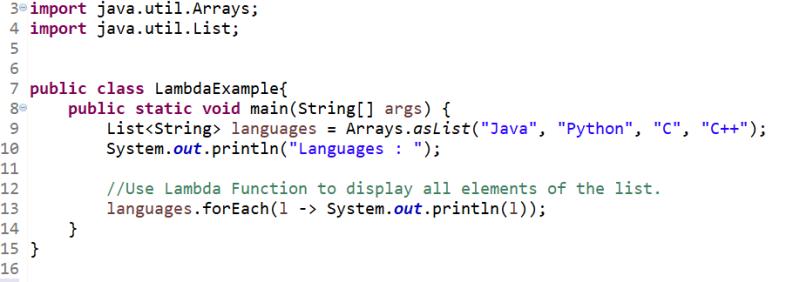 3 import java.util.Arrays;
4 import java.util.List;
5
6
7 public class LambdaExample{
8     public static void main(String[] args) {
9         List<String> languages = Arrays.asList("Java", "Python", "C", "C++");
10         System.out.println("Languages : ");
11
12         //Use Lambda Function to display all elements of the list.
13         languages.forEach(l -> System.out.println(l));
14     }
15 }
16